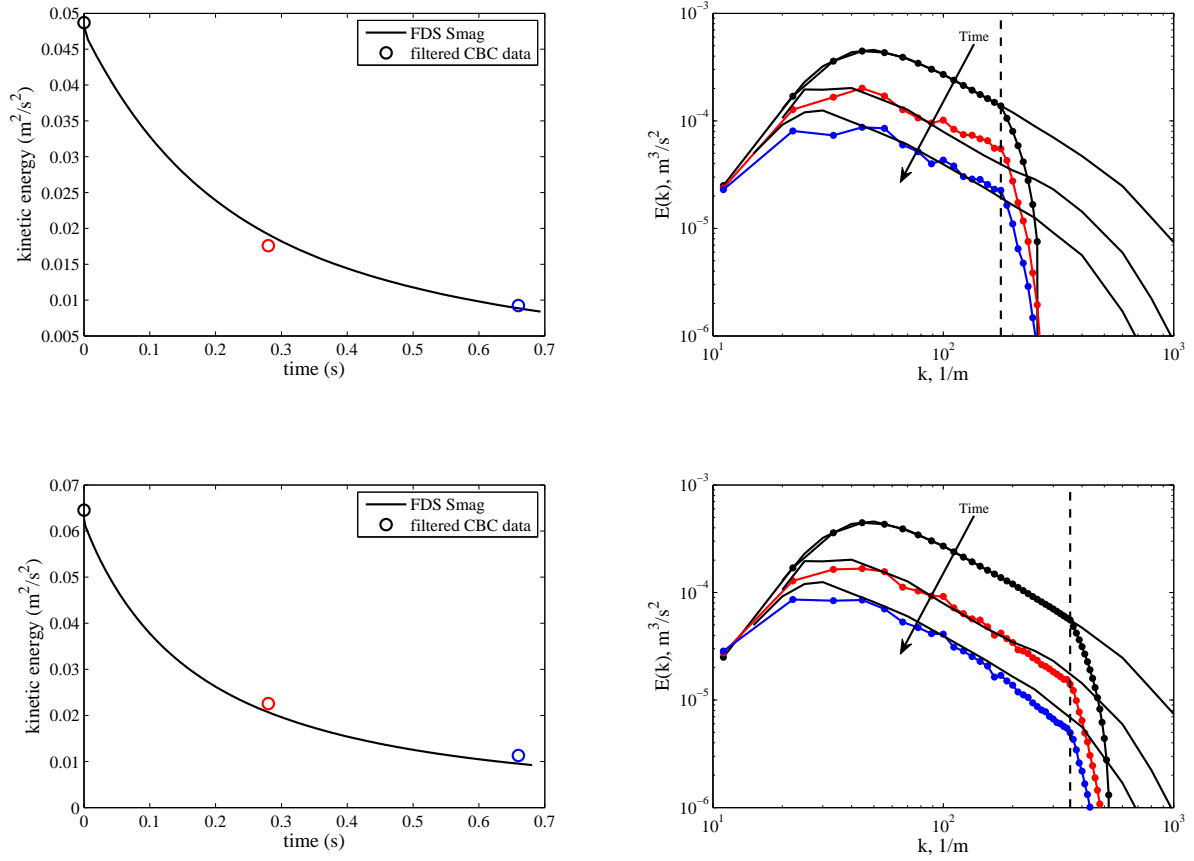 0.05
0.045
0.04
0.035
0.03
0.025
0.02
0.015
0.01
0.005
kinetic energy (m²/s²)
0 0.1 0.2 0.3 0.4 0.5 0.6 0.7
time (s)
FDS Smag
filtered CBC data
10⁻³
10⁻⁴
10⁻⁵
10⁻⁶
E(k), m³/s²
10¹ 10² 10³
k, 1/m
Time
0.07
0.06
0.05
0.04
0.03
0.02
0.01
0
kinetic energy (m²/s²)
0 0.1 0.2 0.3 0.4 0.5 0.6 0.7
time (s)
FDS Smag
filtered CBC data
10⁻³
10⁻⁴
10⁻⁵
10⁻⁶
E(k), m³/s²
10¹ 10² 10³
k, 1/m
Time